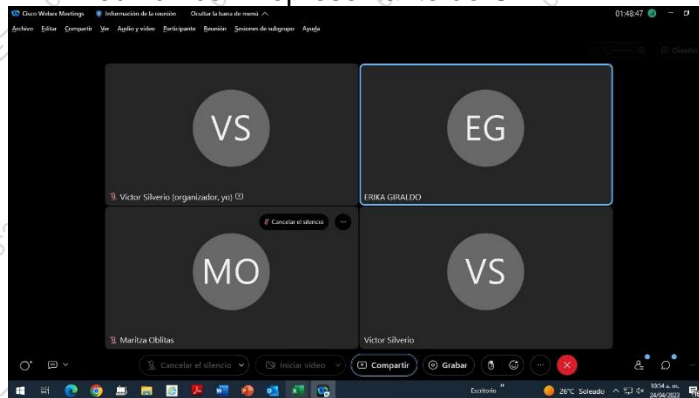 Cisco Webex Meetings Información de la reunión Ocultar la barra de menú 01:48:47
Archivo Editar Compartir Ver Audio y video Participante Reunión Sesiones de subgrupo Ayuda
VS
EG
Victor Silverio (organizador, yo)
ERIKA GIRALDO
Cancelar el silencio
MO
VS
Maritza Oblitas
Victor Silverio
Cancelar el silencio Iniciar vídeo Compartir Grabar
Escritorio 26°C Soleado 10:54 a. m.
24/04/2023